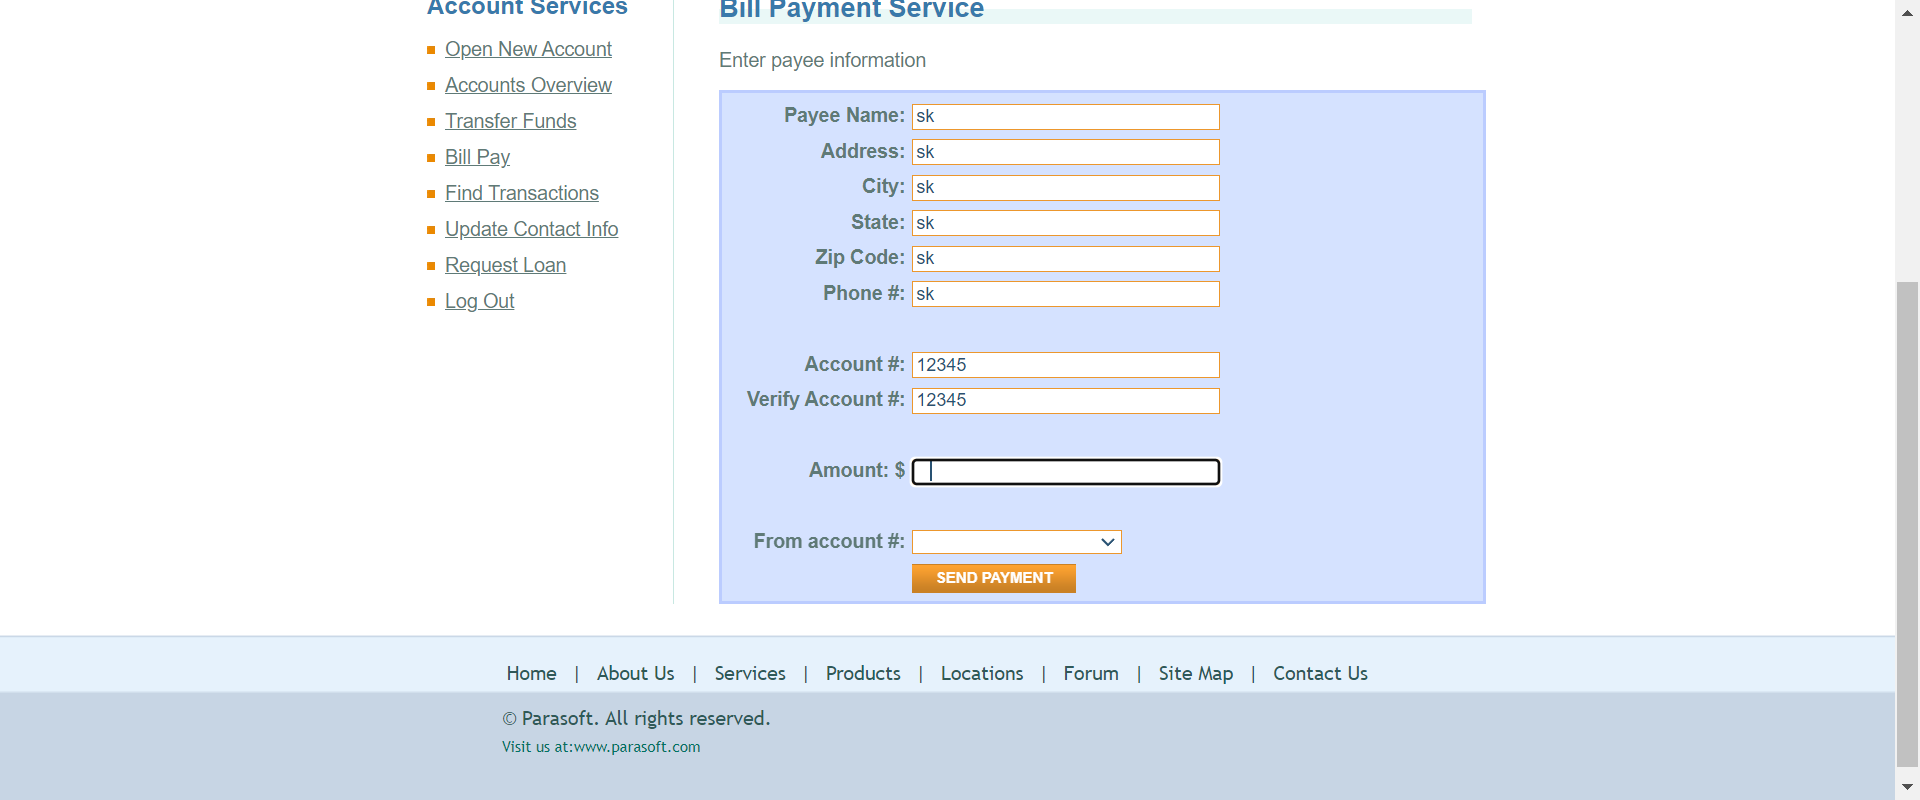 Account Services
Open New Account
Accounts Overview
Transfer Funds
Bill Pay
Find Transactions
Update Contact Info
Request Loan
Log Out
Bill Payment Service
Enter payee information
Payee Name: sk
Address: sk
City: sk
State: sk
Zip Code: sk
Phone #: sk
Account #: 12345
Verify Account #: 12345
Amount: $
From account #:
SEND PAYMENT
Home | About Us | Services | Products | Locations | Forum | Site Map | Contact Us
© Parasoft. All rights reserved.
Visit us at:www.parasoft.com